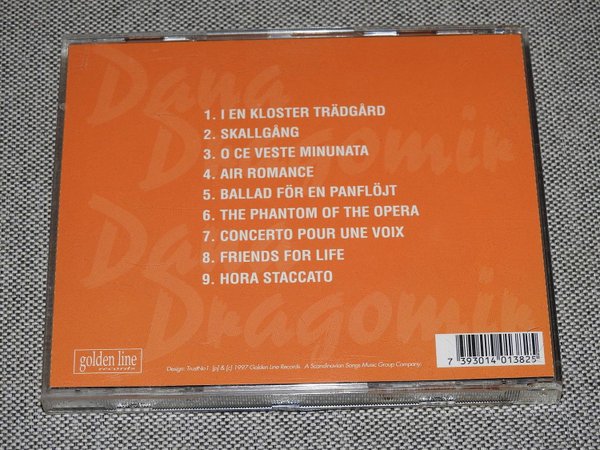 Dana
Dragomir
1. I EN KLOSTER TRÄDGÅRD
2. SKALLGÅNG
3. O CE VESTE MINUNATA
4. AIR ROMANCE
5. BALLAD FÖR EN PANFLÖJT
6. THE PHANTOM OF THE OPERA
7. CONCERTO POUR UNE VOIX
8. FRIENDS FOR LIFE
9. HORA STACCATO
Dana
Dragomir
golden line
records
Design: TrustNo1. [p] & (c) 1997 Golden Line Records. A Scandinavian Songs Music Group Company.
7 393014 013825